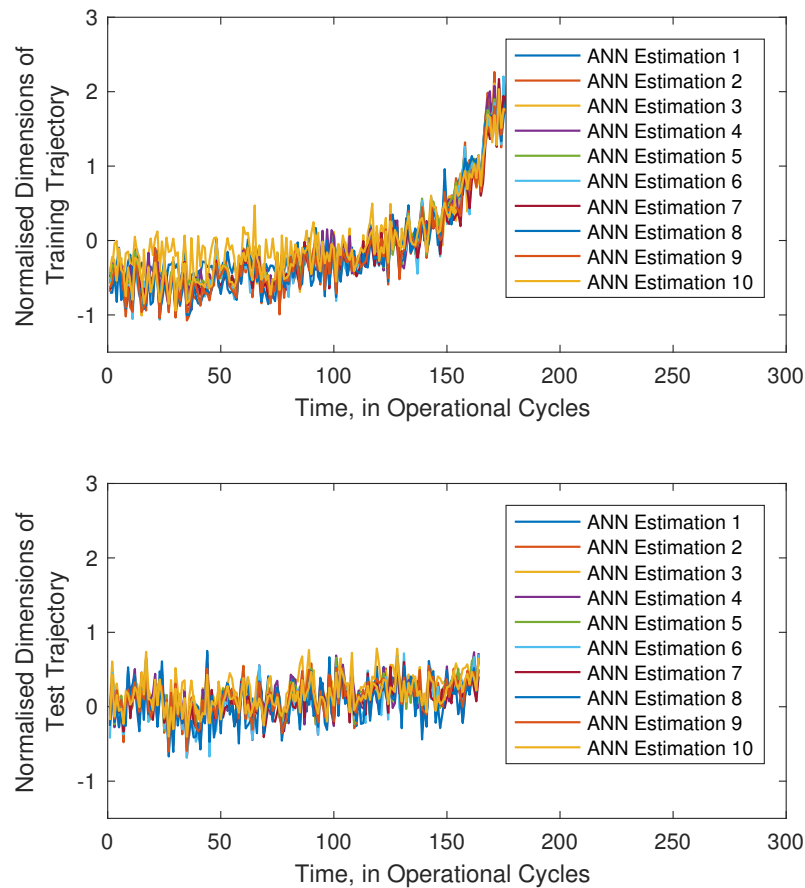 3
2
1
0
-1
Normalised Dimensions of
Training Trajectory
ANN Estimation 1
ANN Estimation 2
ANN Estimation 3
ANN Estimation 4
ANN Estimation 5
ANN Estimation 6
ANN Estimation 7
ANN Estimation 8
ANN Estimation 9
ANN Estimation 10
0 50 100 150 200 250 300
Time, in Operational Cycles
3
2
1
0
-1
Normalised Dimensions of
Test Trajectory
ANN Estimation 1
ANN Estimation 2
ANN Estimation 3
ANN Estimation 4
ANN Estimation 5
ANN Estimation 6
ANN Estimation 7
ANN Estimation 8
ANN Estimation 9
ANN Estimation 10
0 50 100 150 200 250 300
Time, in Operational Cycles